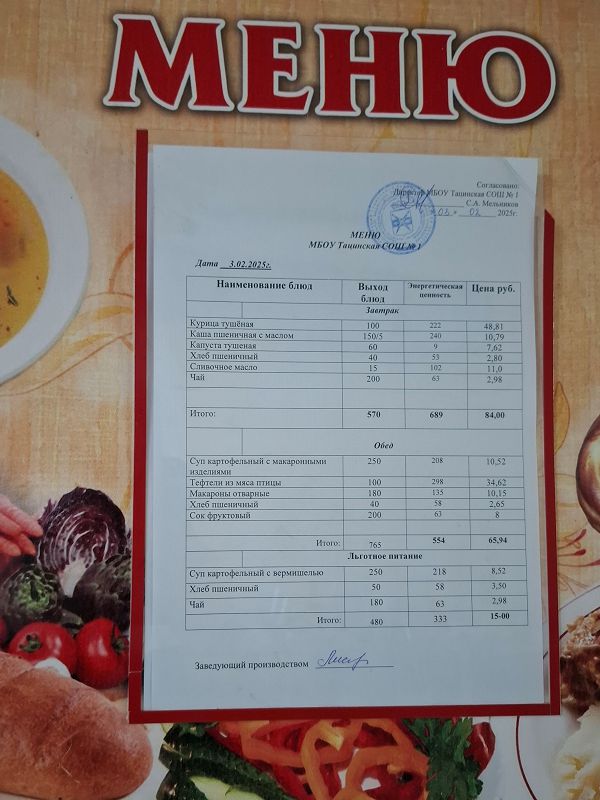 МЕНЮ
Согласовано:
Директор МБОУ Тацинская СОШ № 1
С.А. Мельников
03 » 02 2025г.
МЕНЮ
МБОУ Тацинская СОШ № 1
Дата 3.02.2025г.
Наименование блюд Выход блюд Энергетическая ценность Цена руб.
Завтрак
Курица тушёная 100 222 48,81
Каша пшеничная с маслом 150/5 240 10,79
Капуста тушеная 60 9 7,62
Хлеб пшеничный 40 53 2,80
Сливочное масло 15 102 11,0
Чай 200 63 2,98
Итого: 570 689 84,00
Обед
Суп картофельный с макаронными изделиями 250 208 10,52
Тефтели из мяса птицы 100 298 34,62
Макароны отварные 180 135 10,15
Хлеб пшеничный 40 58 2,65
Сок фруктовый 200 63 8
Итого: 765 554 65,94
Льготное питание
Суп картофельный с вермишелью 250 218 8,52
Хлеб пшеничный 50 58 3,50
Чай 180 63 2,98
Итого: 480 333 15-00
Заведующий производством